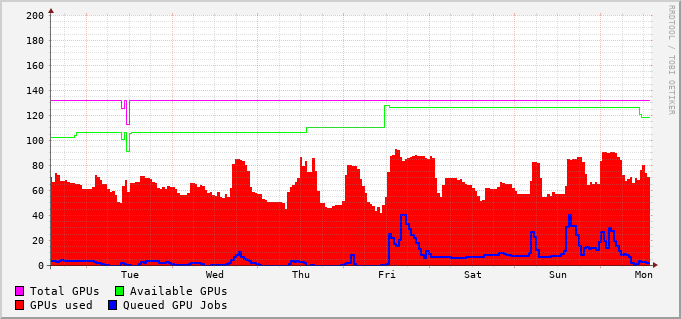 200
180
160
140
120
100
80
60
40
20
0
Tue Wed Thu Fri Sat Sun Mon
Total GPUs Available GPUs
GPUs used Queued GPU Jobs
RRDTOOL / TOBI OETIKER